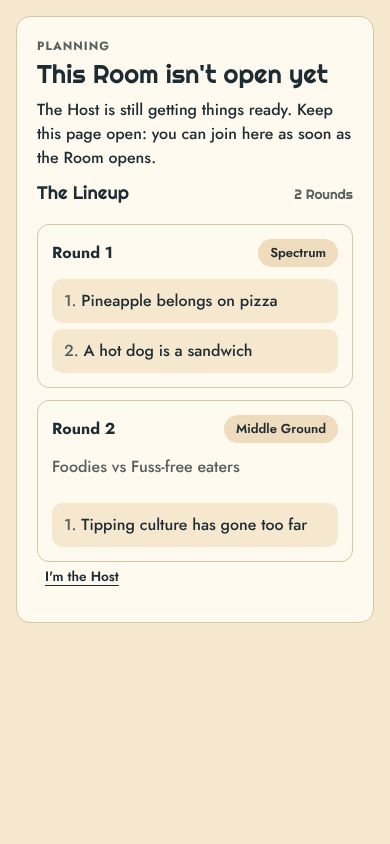 PLANNING
This Room isn't open yet
The Host is still getting things ready. Keep
this page open: you can join here as soon as
the Room opens.
The Lineup
2 Rounds
Round 1
Spectrum
1. Pineapple belongs on pizza
2. A hot dog is a sandwich
Round 2
Middle Ground
Foodies vs Fuss-free eaters
1. Tipping culture has gone too far
I'm the Host